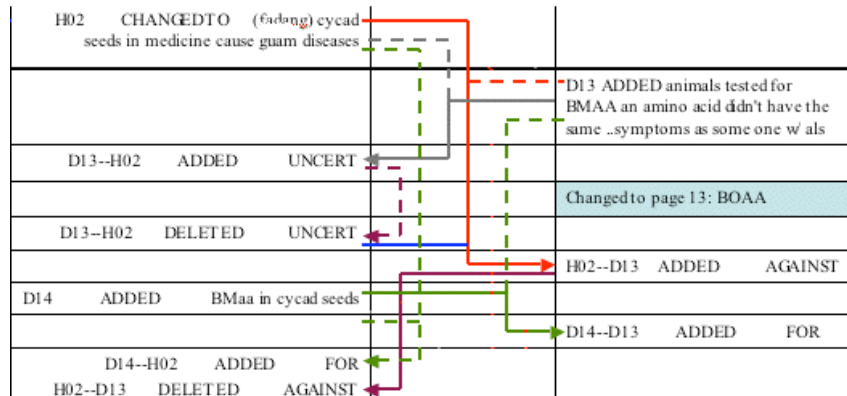 H02 CHANGEDTO (fadang) cycad
seeds in medicine cause guam diseases
D13 ADDED animals tested for
BMAA an amino acid didn't have the
same ..symptoms as some one w/ als
D13--H02 ADDED UNCERT
Changed to page 13: BOAA
D13--H02 DELETED UNCERT
H02--D13 ADDED AGAINST
D14 ADDED BMaa in cycad seeds
D14--D13 ADDED FOR
D14--H02 ADDED FOR
H02--D13 DELETED AGAINST